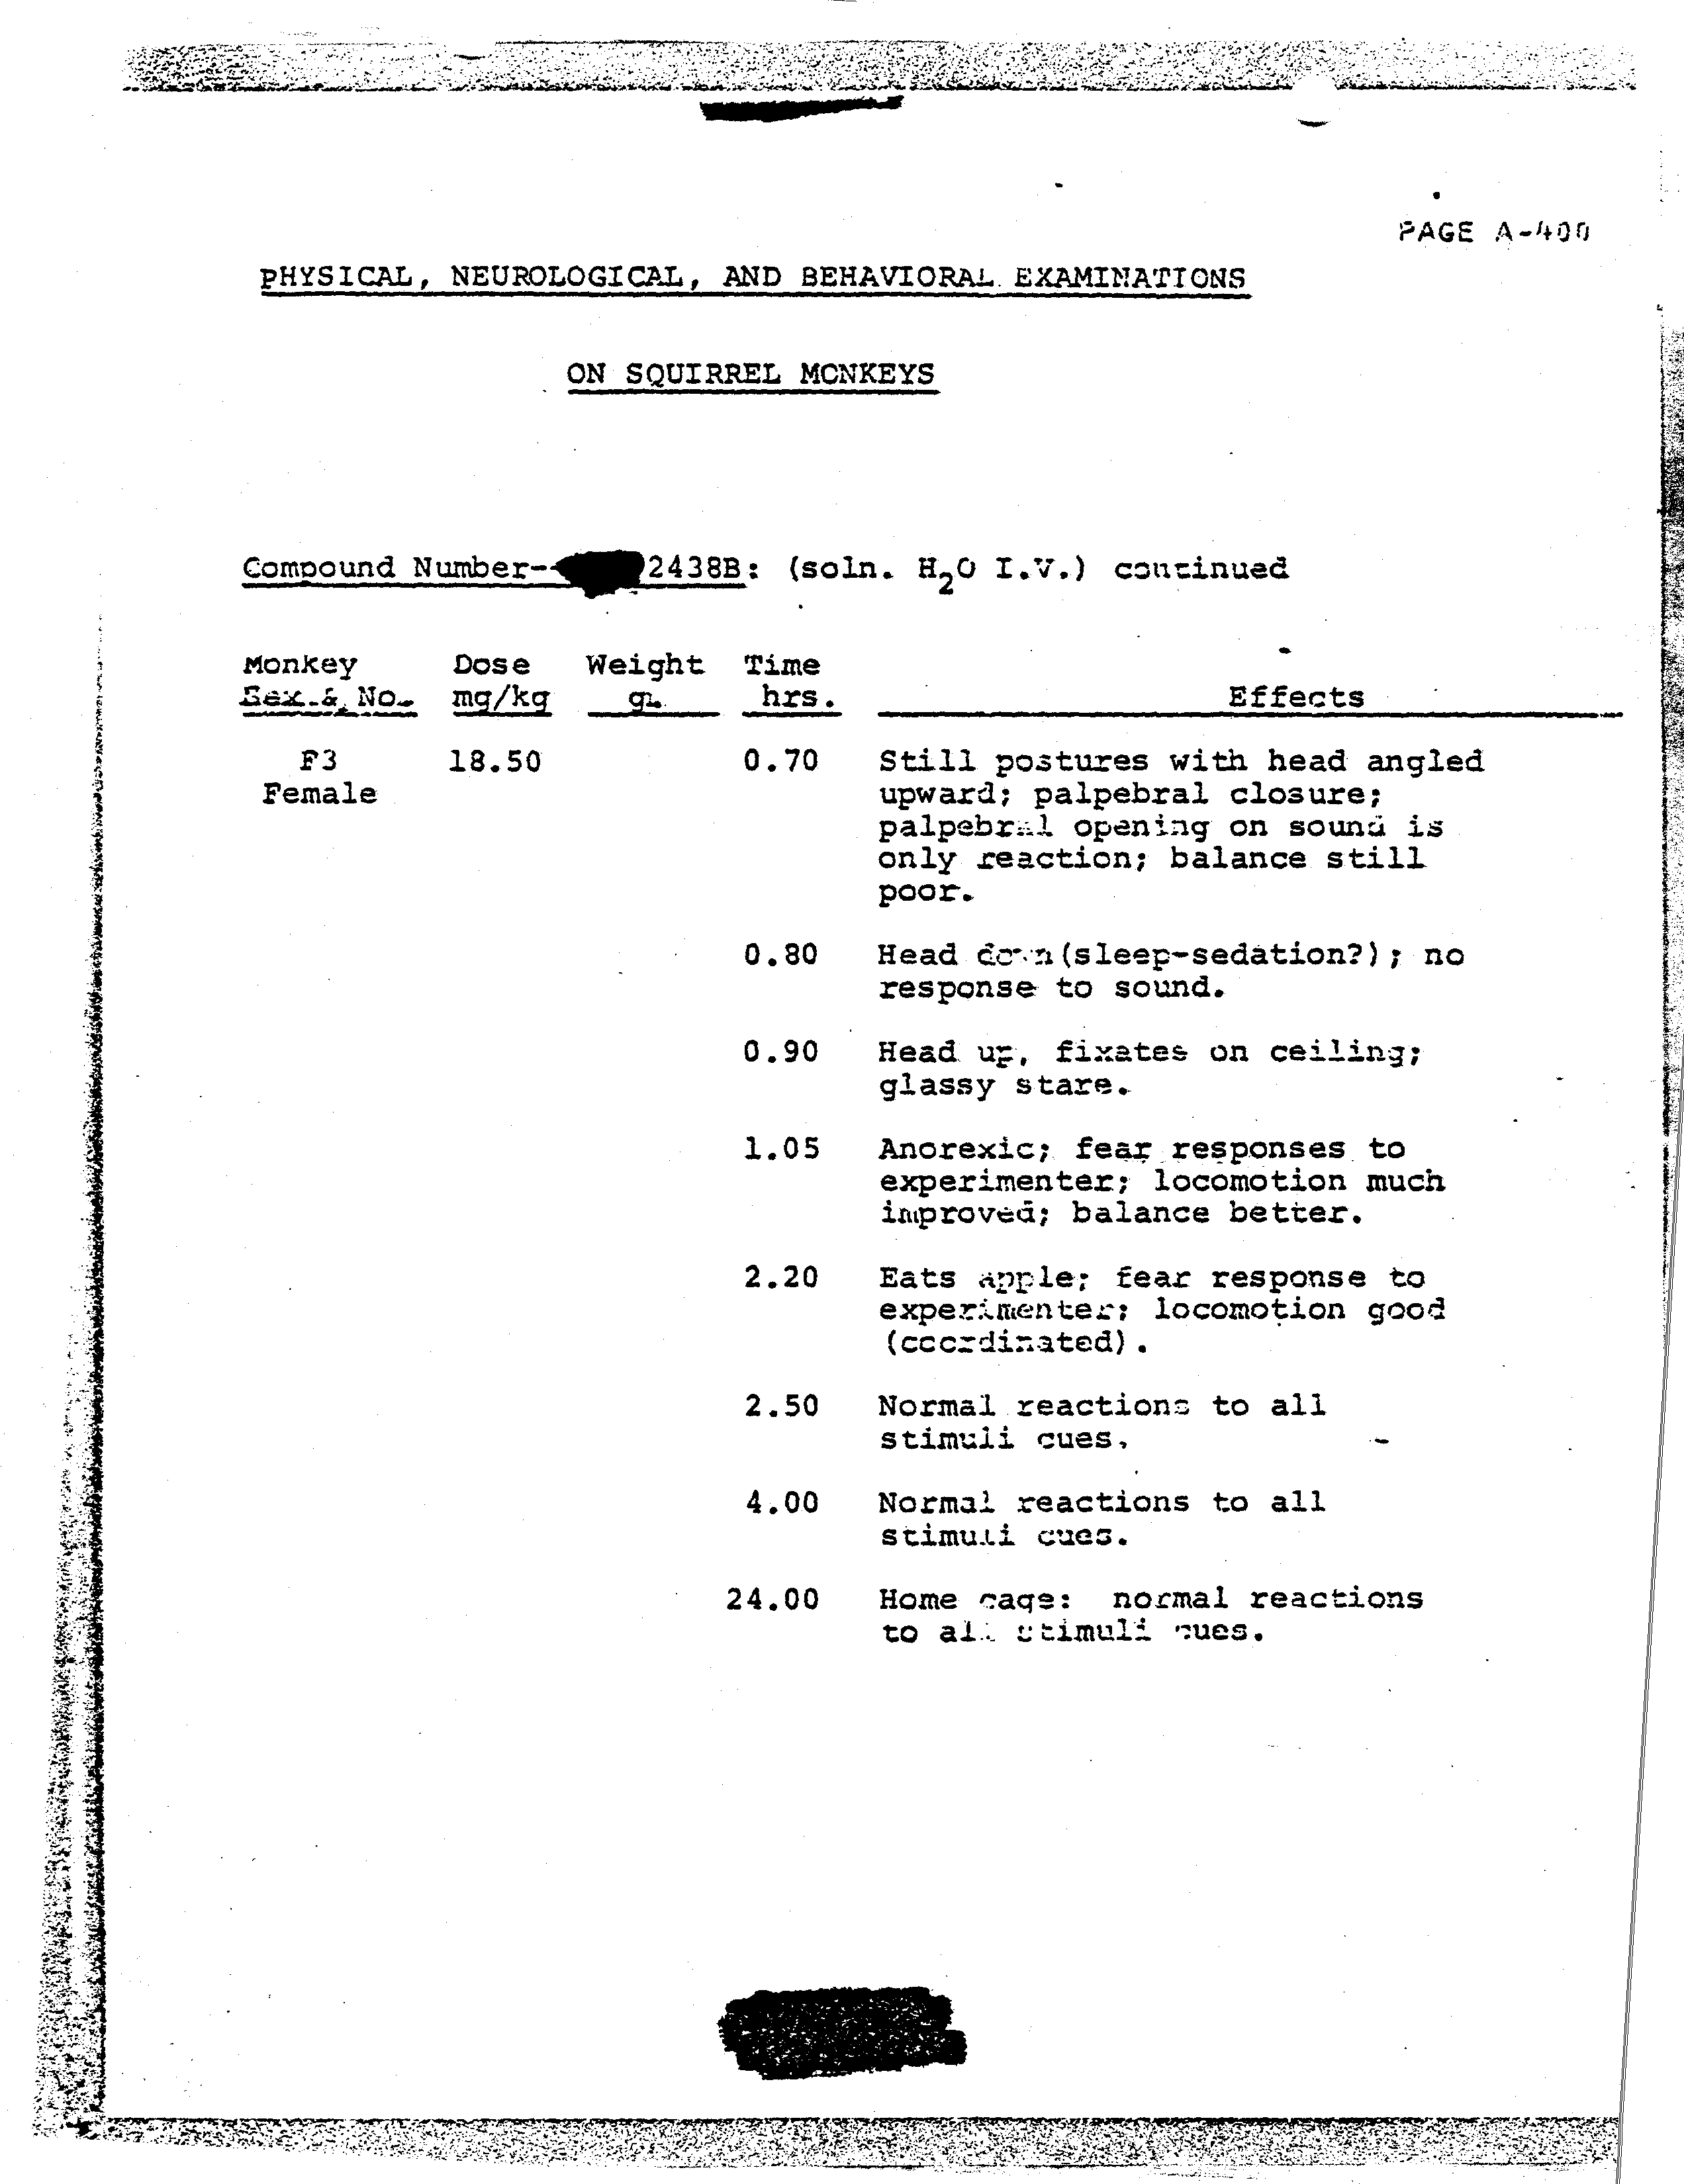 PAGE A-400
PHYSICAL, NEUROLOGICAL, AND BEHAVIORAL EXAMINATIONS
ON SQUIRREL MONKEYS
Compound Number-- 2438B: (soln. H2O I.V.) continued
Monkey Dose Weight Time
Sex & No. mg/kg g. hrs. Effects
F3 18.50 0.70 Still postures with head angled
Female upward; palpebral closure;
palpebral opening on sound is
only reaction; balance still
poor.
0.80 Head down(sleep-sedation?); no
response to sound.
0.90 Head up, fixates on ceiling;
glassy stare.
1.05 Anorexic; fear responses to
experimenter; locomotion much
improved; balance better.
2.20 Eats apple; fear response to
experimenter; locomotion good
(coordinated).
2.50 Normal reactions to all
stimuli cues.
4.00 Normal reactions to all
stimuli cues.
24.00 Home cage: normal reactions
to all stimuli cues.